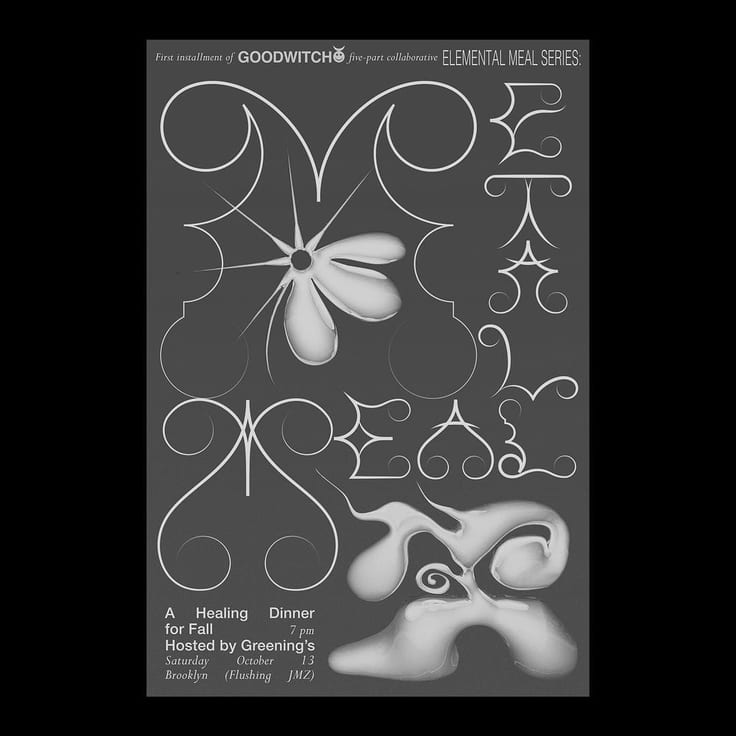 First installment of GOODWITCH five-part collaborative ELEMENTAL MEAL SERIES:
METAL
MEAL
A Healing Dinner
for Fall 7 pm
Hosted by Greening's
Saturday October 13
Brooklyn (Flushing JMZ)